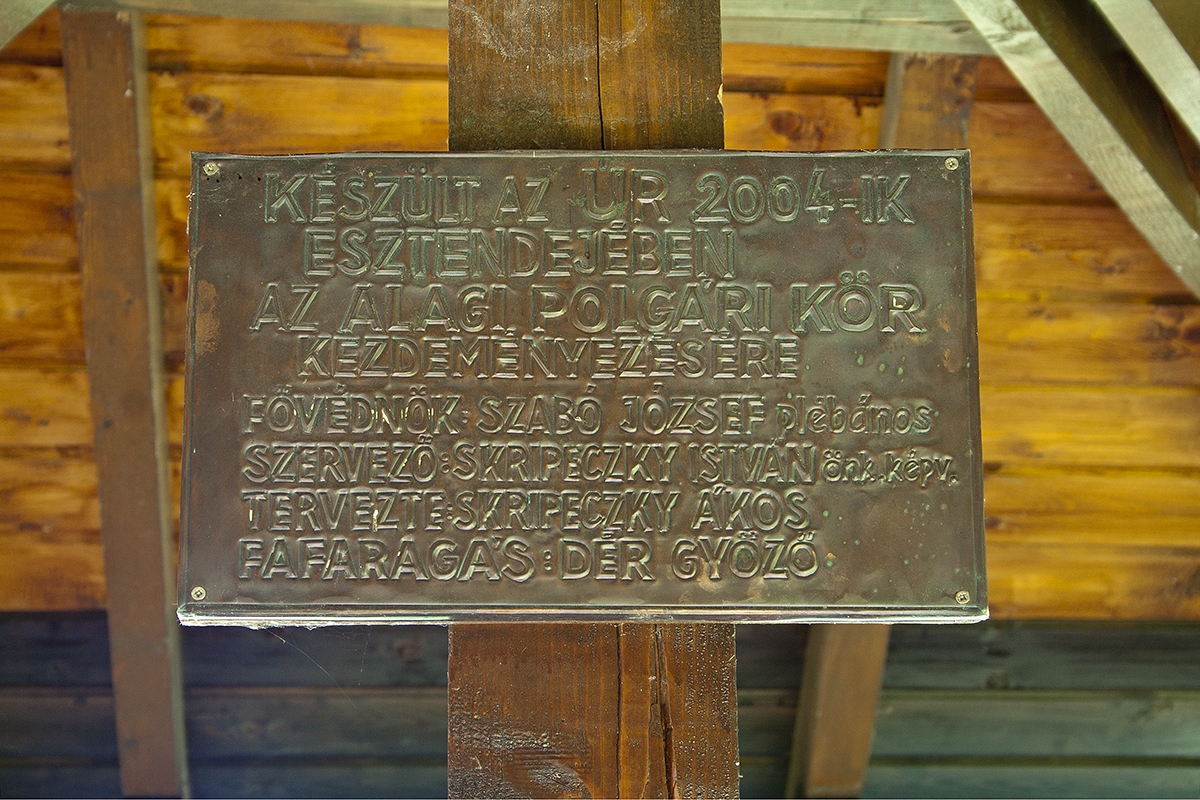 KÉSZÜLT AZ ÚR 2004-IK
ESZTENDEJÉBEN
AZ ALAGI POLGÁRI KÖR
KEZDEMÉNYEZÉSÉRE
FŐVÉDNÖK: SZABÓ JÓZSEF plébános
SZERVEZŐ: SKRIPECZKY ISTVÁN önk. képv.
TERVEZTE: SKRIPECZKY ÁKOS
FAFARAGÁS: DÉR GYŐZŐ